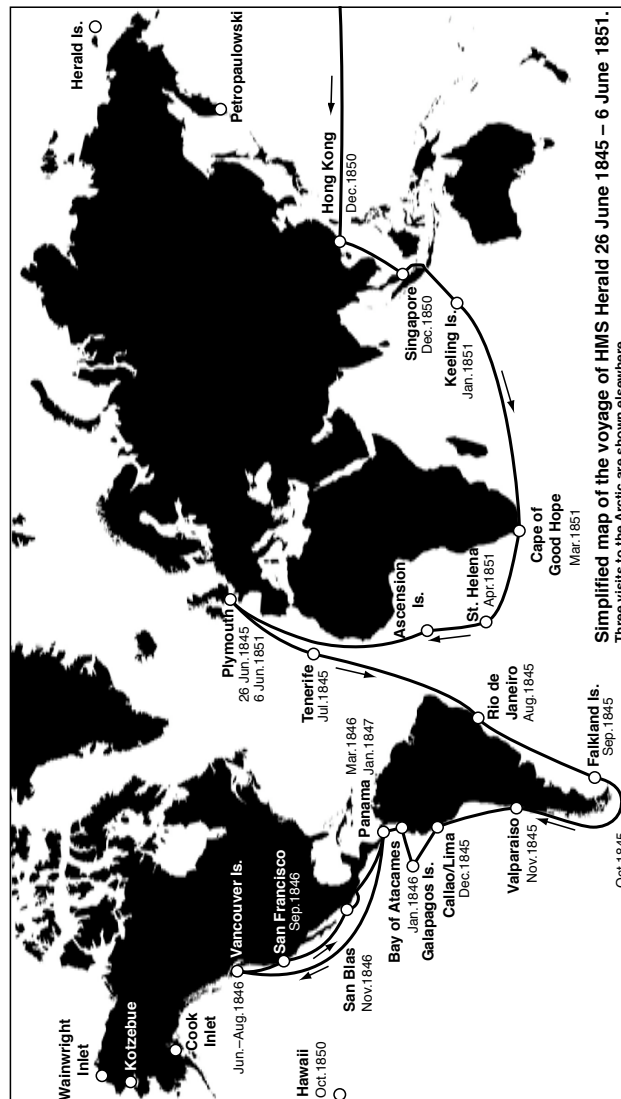 Wainwright
Inlet
Kotzebue
Cook
Inlet
Hawaii
Oct.1850
Vancouver Is.
Jun.–Aug.1846
San Francisco
Sep.1846
San Blas
Nov.1846
Panama
Mar.1846
Jan.1847
Bay of Atacames
Jan.1846
Galapagos Is.
Callao/Lima
Dec.1845
Valparaiso
Nov.1845
Oct.1845
Falkland Is.
Sep.1845
Rio de
Janeiro
Aug.1845
Tenerife
Jul.1845
Plymouth
26 Jun.1845
6 Jun.1851
Ascension
Is.
St. Helena
Apr.1851
Cape of
Good Hope
Mar.1851
Keeling Is.
Jan.1851
Singapore
Dec.1850
Hong Kong
Dec.1850
Petropaulowski
Herald Is.
Simplified map of the voyage of HMS Herald 26 June 1845 – 6 June 1851.
Three visits to the Arctic are shown elsewhere